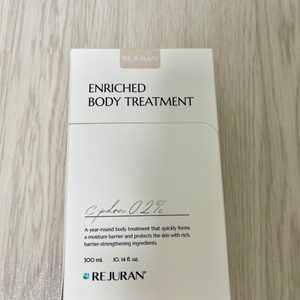 REJURAN®
ENRICHED
BODY TREATMENT
c pdrn 0.2%
A year-round body treatment that quickly forms
a moisture barrier and protects the skin with rich,
barrier-strengthening ingredients.
300 ml. 10.14 fl. oz.
REJURAN®